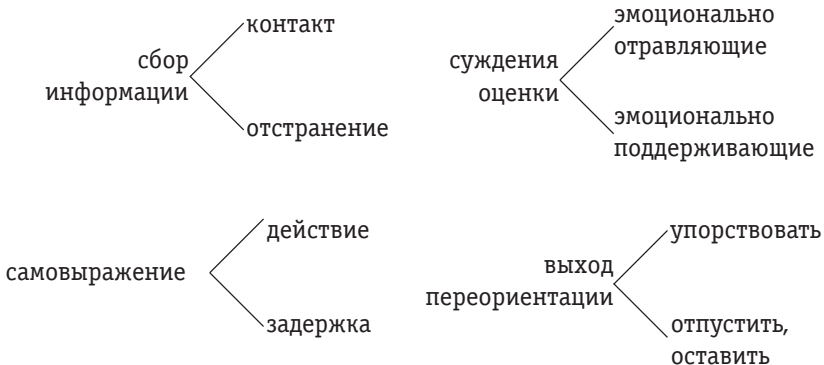 контакт
сбор
информации
отстранение
эмоционально
отравляющие
суждения
оценки
эмоционально
поддерживающие
действие
самовыражение
задержка
упорствовать
выход
переориентации
отпустить,
оставить